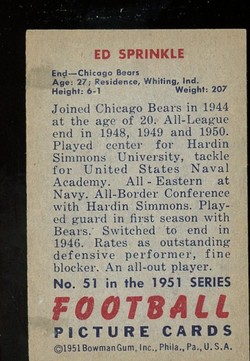 ED SPRINKLE
End—Chicago Bears
Age: 27; Residence, Whiting, Ind.
Height: 6-1 Weight: 207
Joined Chicago Bears in 1944
at the age of 20. All-League
end in 1948, 1949 and 1950.
Played center for Hardin
Simmons University, tackle
for United States Naval
Academy. All - Eastern at
Navy. All-Border Conference
with Hardin Simmons. Play-
ed guard in first season with
Bears. Switched to end in
1946. Rates as outstanding
defensive performer, fine
blocker. An all-out player.
No. 51 in the 1951 SERIES
FOOTBALL
PICTURE CARDS
©1951 Bowman Gum, Inc., Phila., Pa., U.S.A.